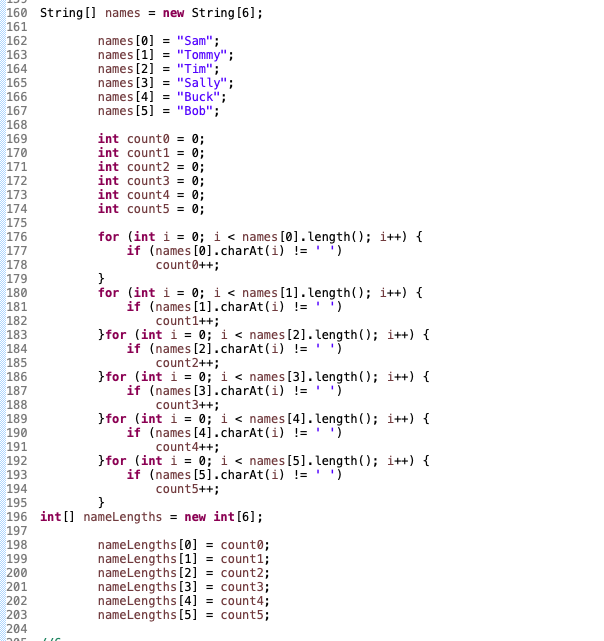 160 String[] names = new String[6];
161
162 names[0] = "Sam";
163 names[1] = "Tommy";
164 names[2] = "Tim";
165 names[3] = "Sally";
166 names[4] = "Buck";
167 names[5] = "Bob";
168
169 int count0 = 0;
170 int count1 = 0;
171 int count2 = 0;
172 int count3 = 0;
173 int count4 = 0;
174 int count5 = 0;
175
176 for (int i = 0; i < names[0].length(); i++) {
177 if (names[0].charAt(i) != ' ')
178 count0++;
179 }
180 for (int i = 0; i < names[1].length(); i++) {
181 if (names[1].charAt(i) != ' ')
182 count1++;
183 }for (int i = 0; i < names[2].length(); i++) {
184 if (names[2].charAt(i) != ' ')
185 count2++;
186 }for (int i = 0; i < names[3].length(); i++) {
187 if (names[3].charAt(i) != ' ')
188 count3++;
189 }for (int i = 0; i < names[4].length(); i++) {
190 if (names[4].charAt(i) != ' ')
191 count4++;
192 }for (int i = 0; i < names[5].length(); i++) {
193 if (names[5].charAt(i) != ' ')
194 count5++;
195 }
196 int[] nameLengths = new int[6];
197
198 nameLengths[0] = count0;
199 nameLengths[1] = count1;
200 nameLengths[2] = count2;
201 nameLengths[3] = count3;
202 nameLengths[4] = count4;
203 nameLengths[5] = count5;
204